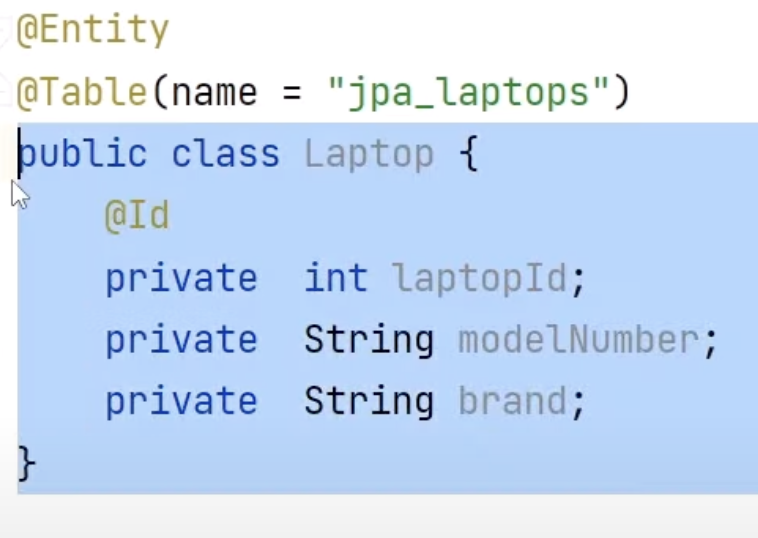 @Entity
@Table(name = "jpa_laptops")
public class Laptop {
    @Id
    private  int laptopId;
    private  String modelNumber;
    private  String brand;
}